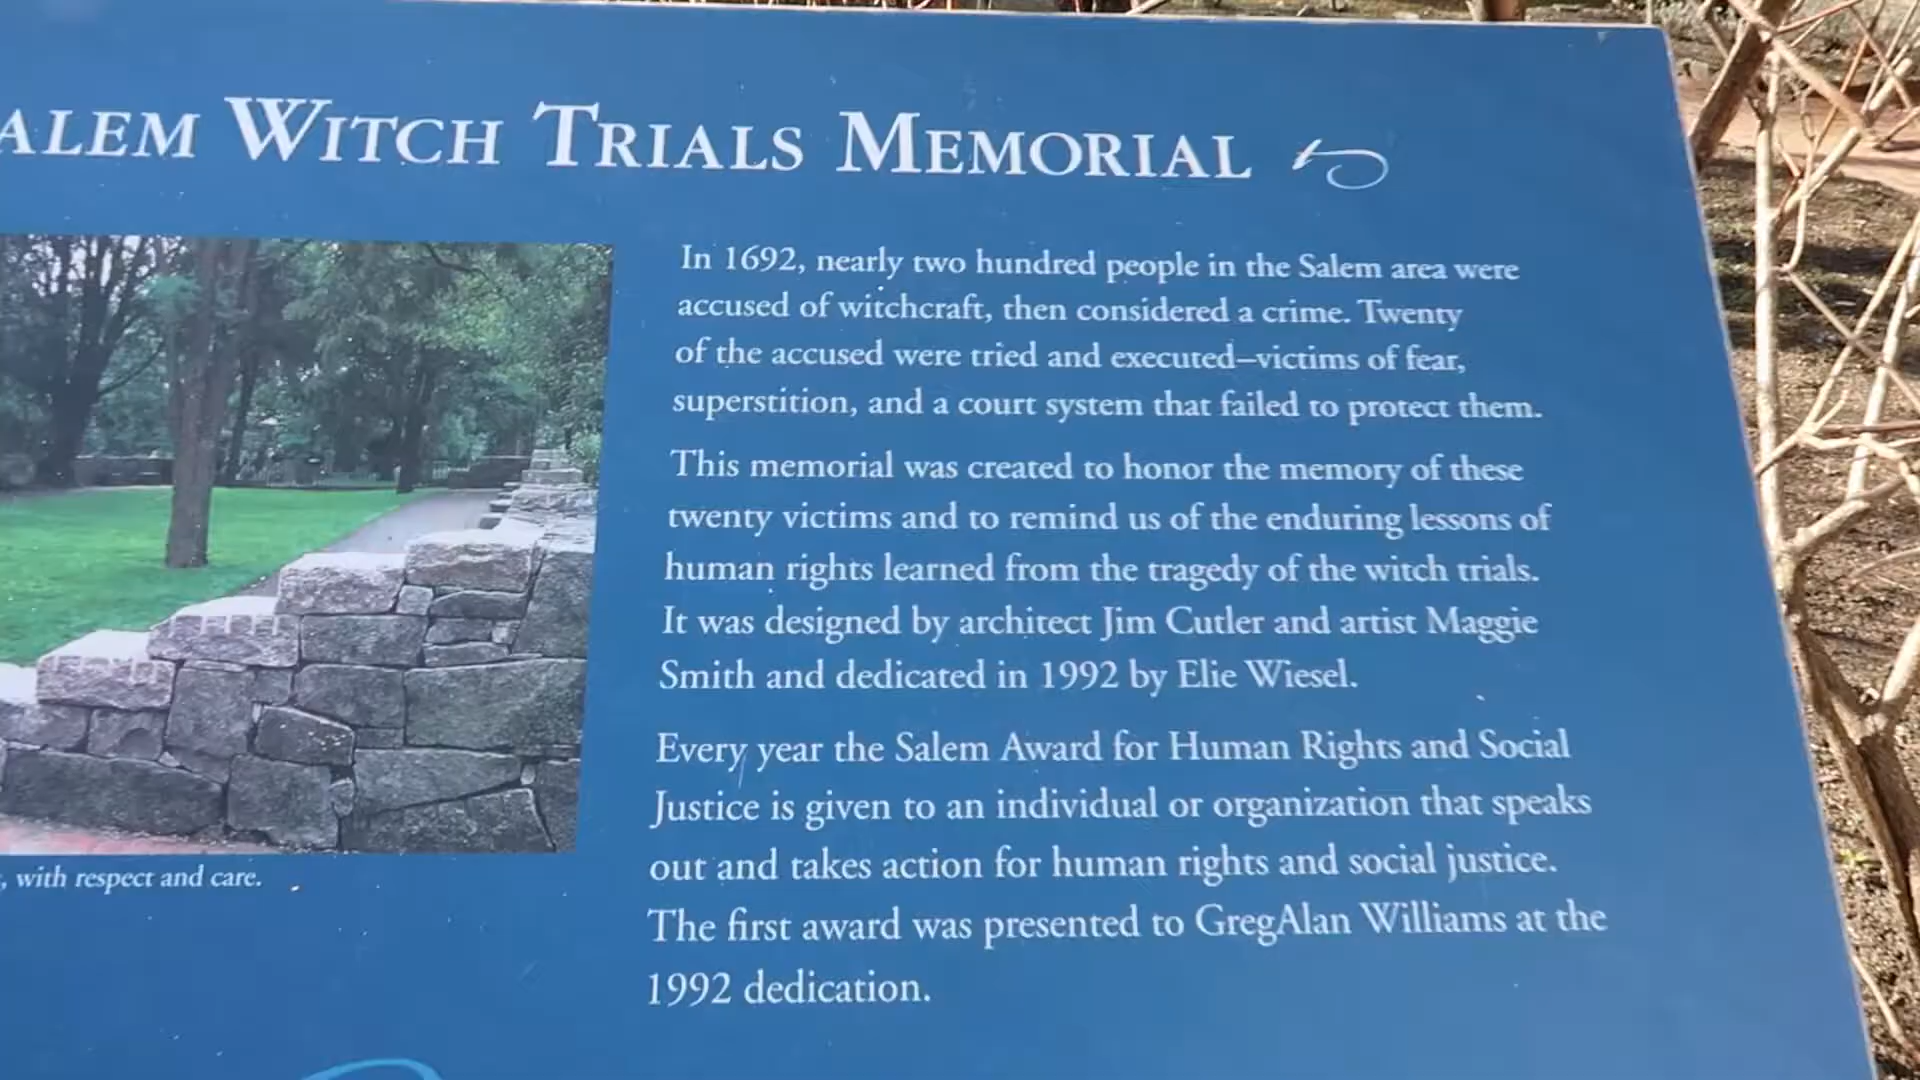 ALEM WITCH TRIALS MEMORIAL
In 1692, nearly two hundred people in the Salem area were
accused of witchcraft, then considered a crime. Twenty
of the accused were tried and executed–victims of fear,
superstition, and a court system that failed to protect them.
This memorial was created to honor the memory of these
twenty victims and to remind us of the enduring lessons of
human rights learned from the tragedy of the witch trials.
It was designed by architect Jim Cutler and artist Maggie
Smith and dedicated in 1992 by Elie Wiesel.
Every year the Salem Award for Human Rights and Social
Justice is given to an individual or organization that speaks
out and takes action for human rights and social justice.
The first award was presented to GregAlan Williams at the
1992 dedication.
, with respect and care.